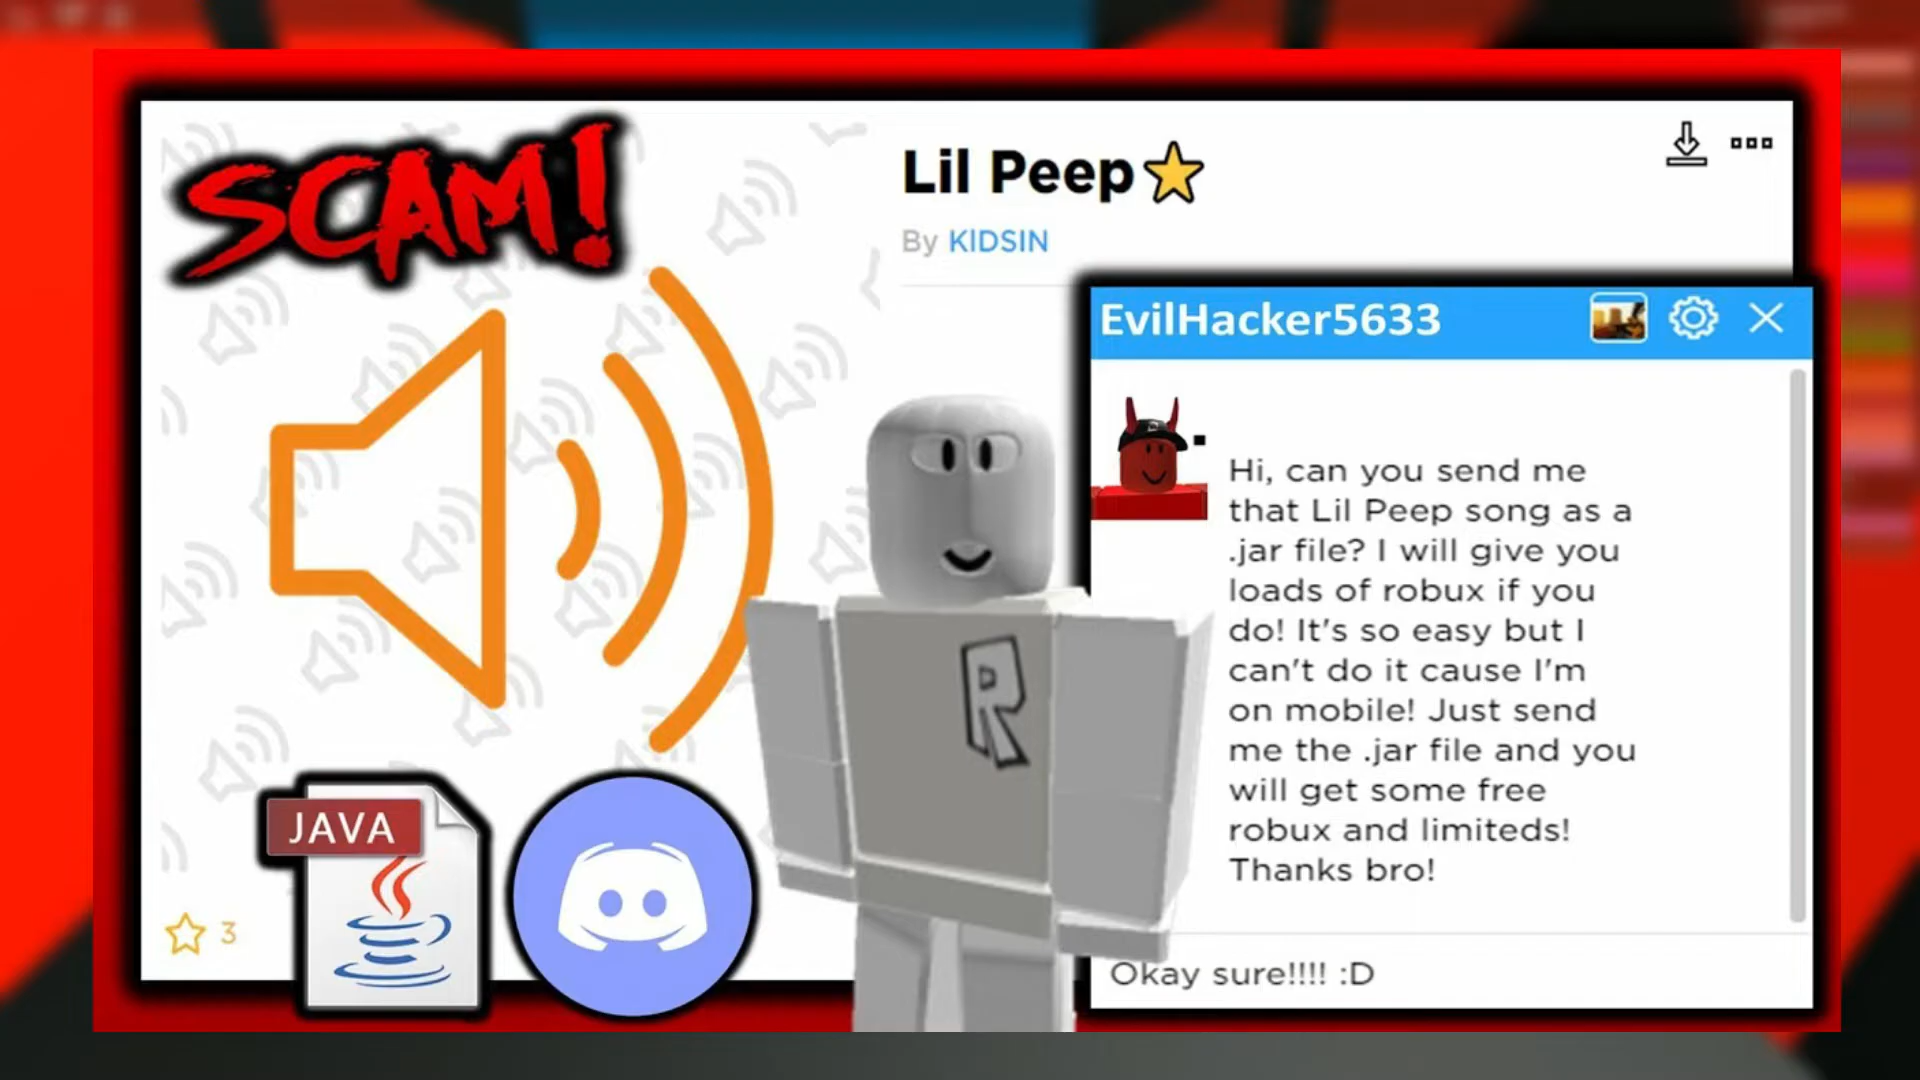 SCAM!
Lil Peep
By KIDSIN
EvilHacker5633
Hi, can you send me
that Lil Peep song as a
.jar file? I will give you
loads of robux if you
do! It's so easy but I
can't do it cause I'm
on mobile! Just send
me the .jar file and you
will get some free
robux and limiteds!
Thanks bro!
Okay sure!!!! :D
R
JAVA
3